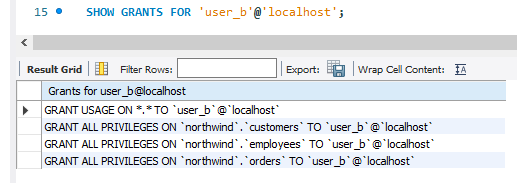 15 SHOW GRANTS FOR 'user_b'@'localhost';
Result Grid Filter Rows: Export: Wrap Cell Content: IA
Grants for user_b@localhost
GRANT USAGE ON *.* TO `user_b`@`localhost`
GRANT ALL PRIVILEGES ON `northwind`.`customers` TO `user_b`@`localhost`
GRANT ALL PRIVILEGES ON `northwind`.`employees` TO `user_b`@`localhost`
GRANT ALL PRIVILEGES ON `northwind`.`orders` TO `user_b`@`localhost`